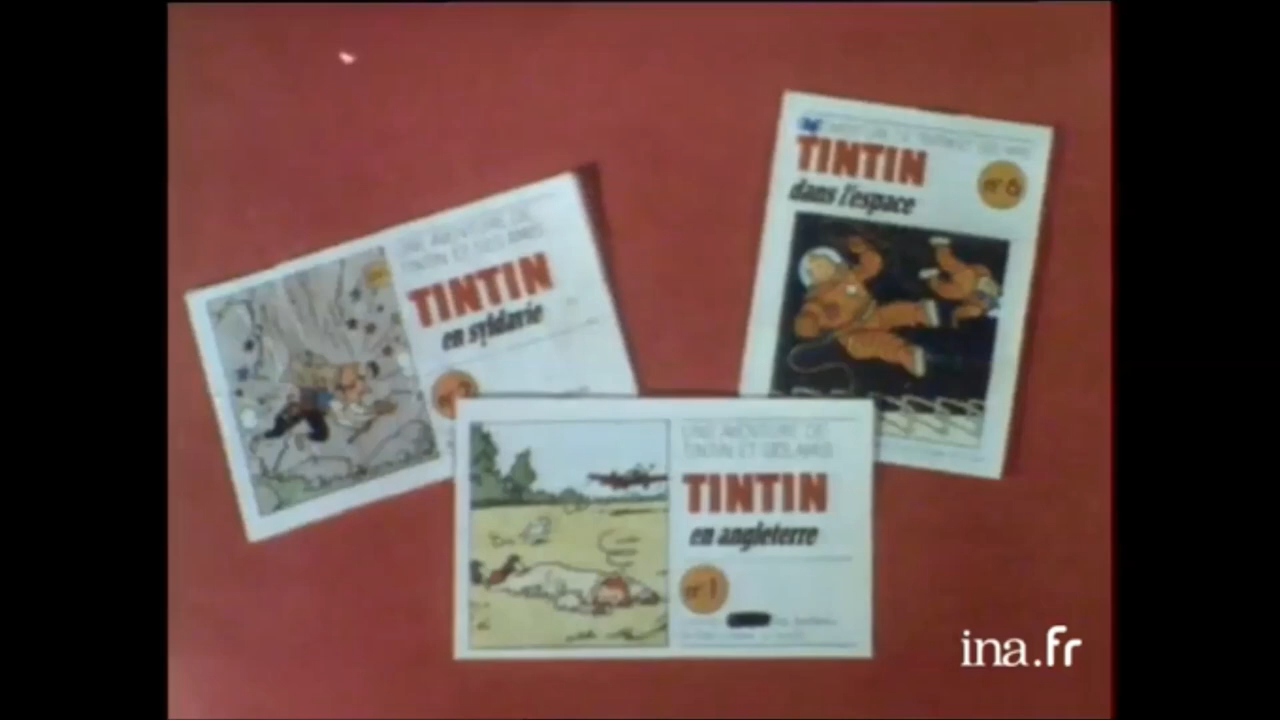 UNE AVENTURE DE
TINTIN ET SES AMIS
TINTIN
en syldavie
TINTIN
dans l'espace
n°6
UNE AVENTURE DE
TINTIN ET SES AMIS
TINTIN
en angleterre
n°1
ina.fr